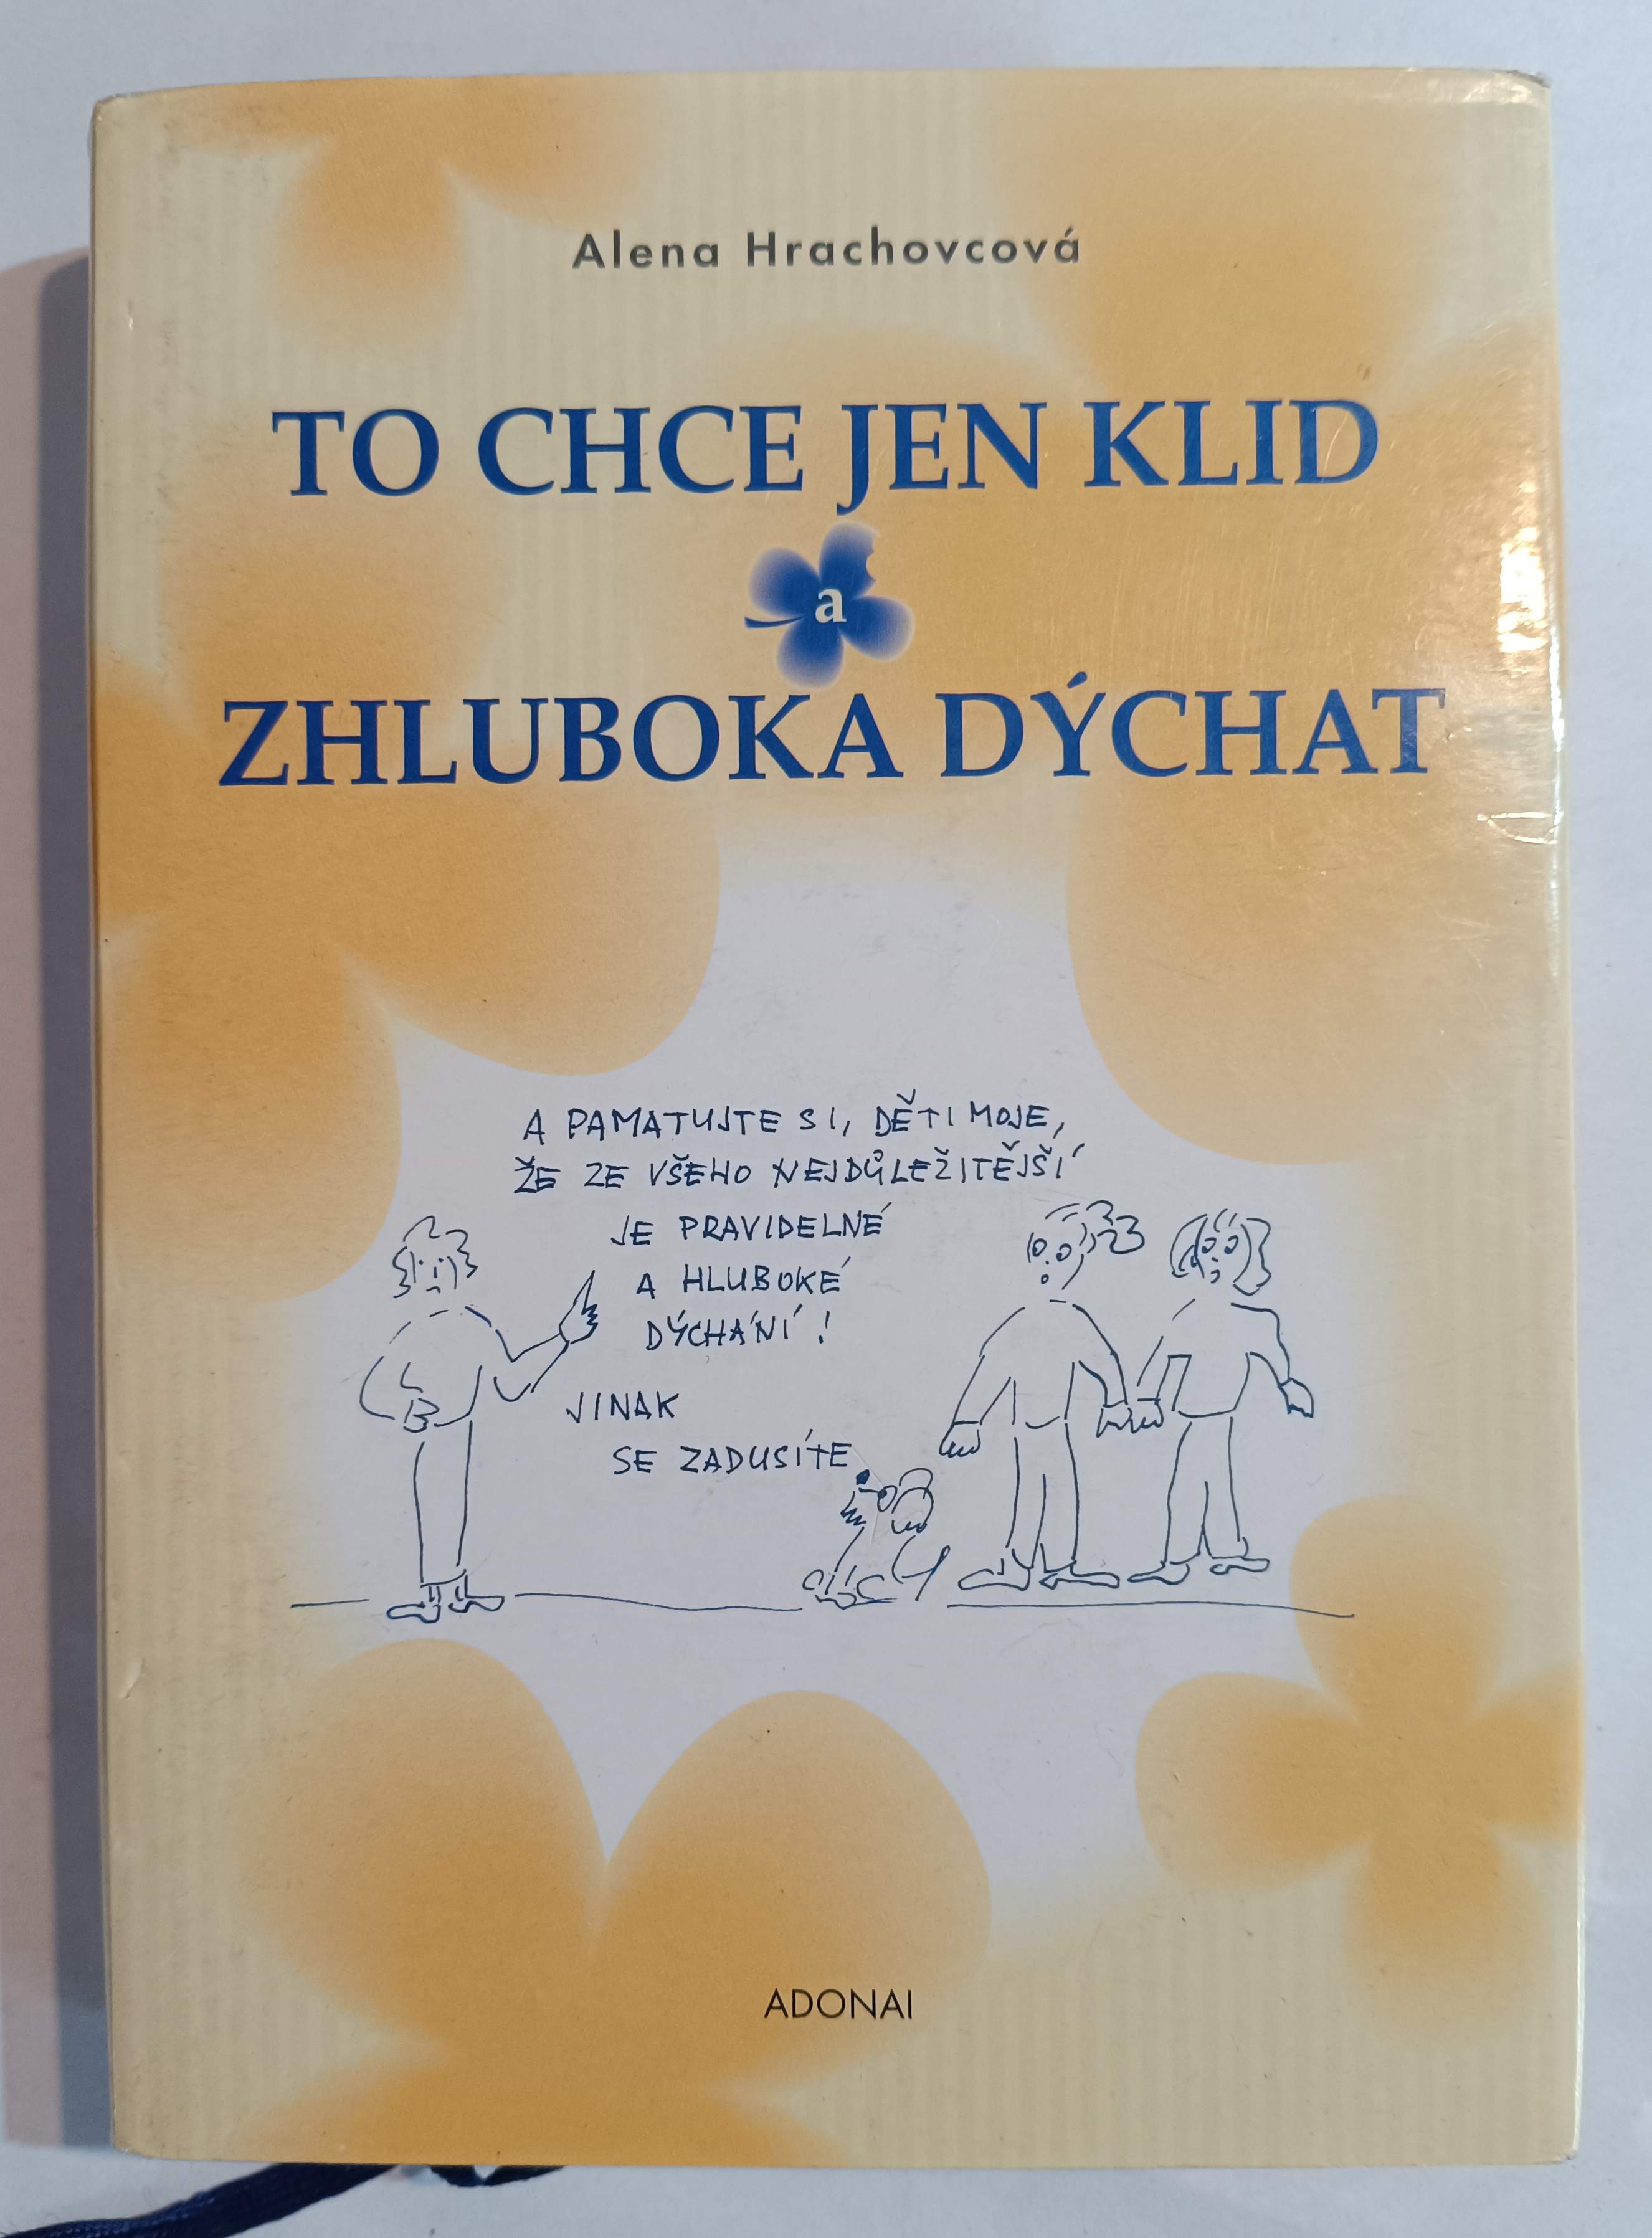 Alena Hrachovcová
TO CHCE JEN KLID
a
ZHLUBOKA DÝCHAT
A PAMATUJTE SI, DĚTI MOJE,
ŽE ZE VŠEHO NEJDŮLEŽITĚJŠÍ
JE PRAVIDELNÉ
A HLUBOKÉ
DÝCHÁNÍ!
JINAK
SE ZADUSÍTE.
ADONAI